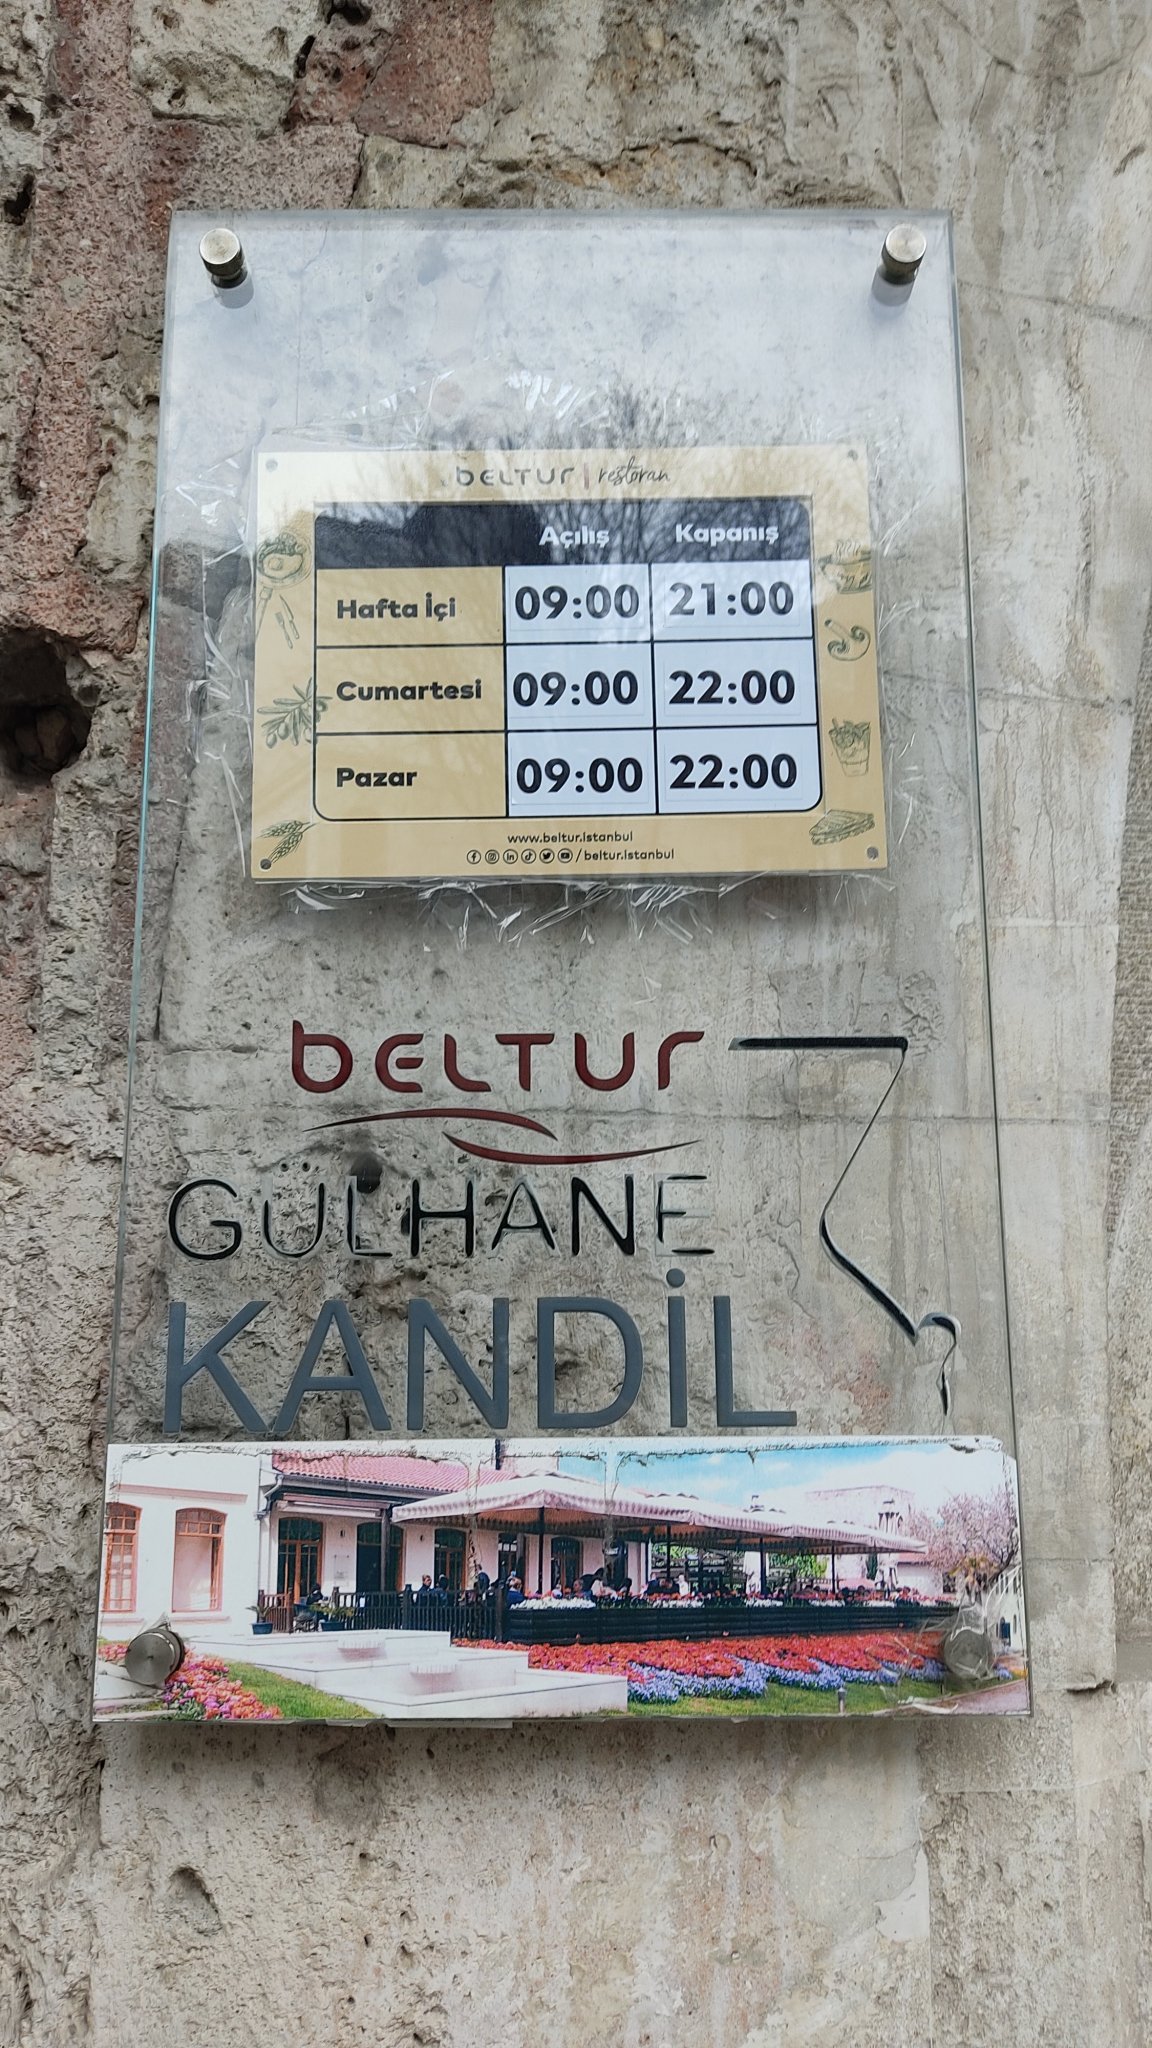 BELTUR | restoran
Açılış Kapanış
Hafta İçi 09:00 21:00
Cumartesi 09:00 22:00
Pazar 09:00 22:00
www.beltur.istanbul
/beltur.istanbul
BELTUR
GÜLHANE
KANDİL